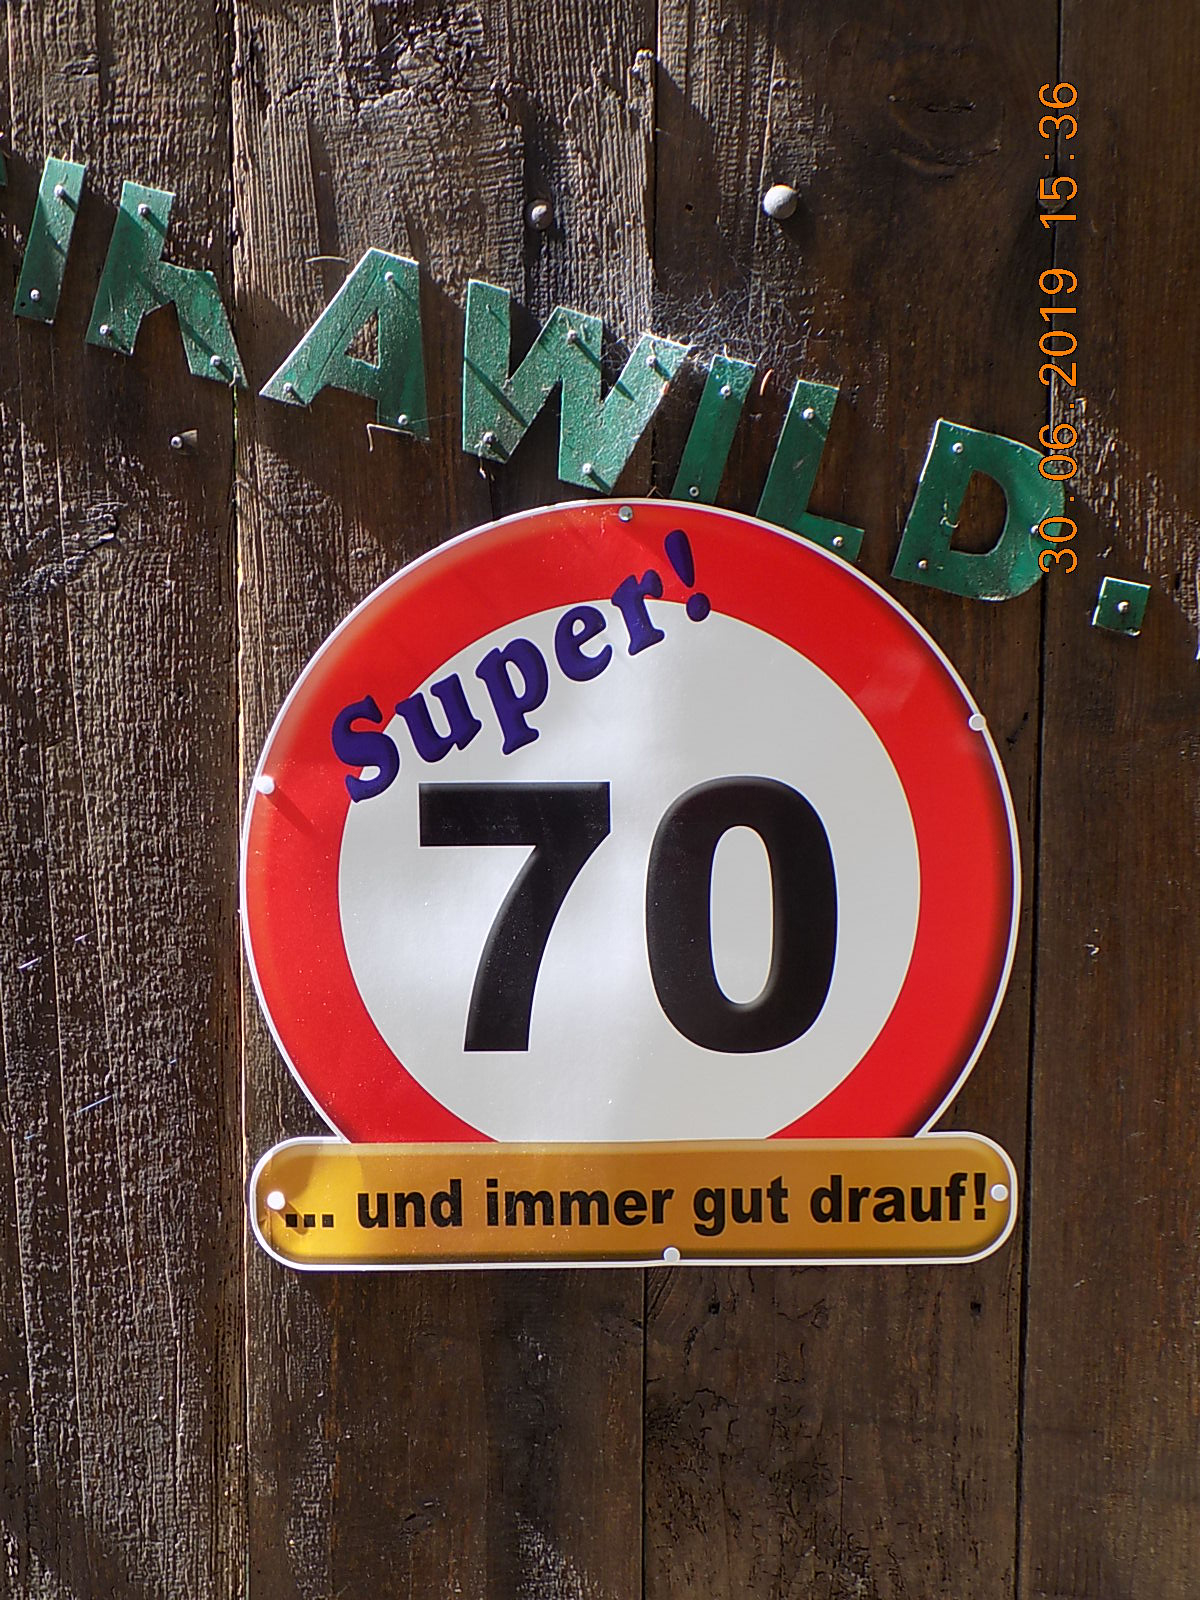 IKAWILD.
Super!
70
... und immer gut drauf!
30.06.2019 15:36